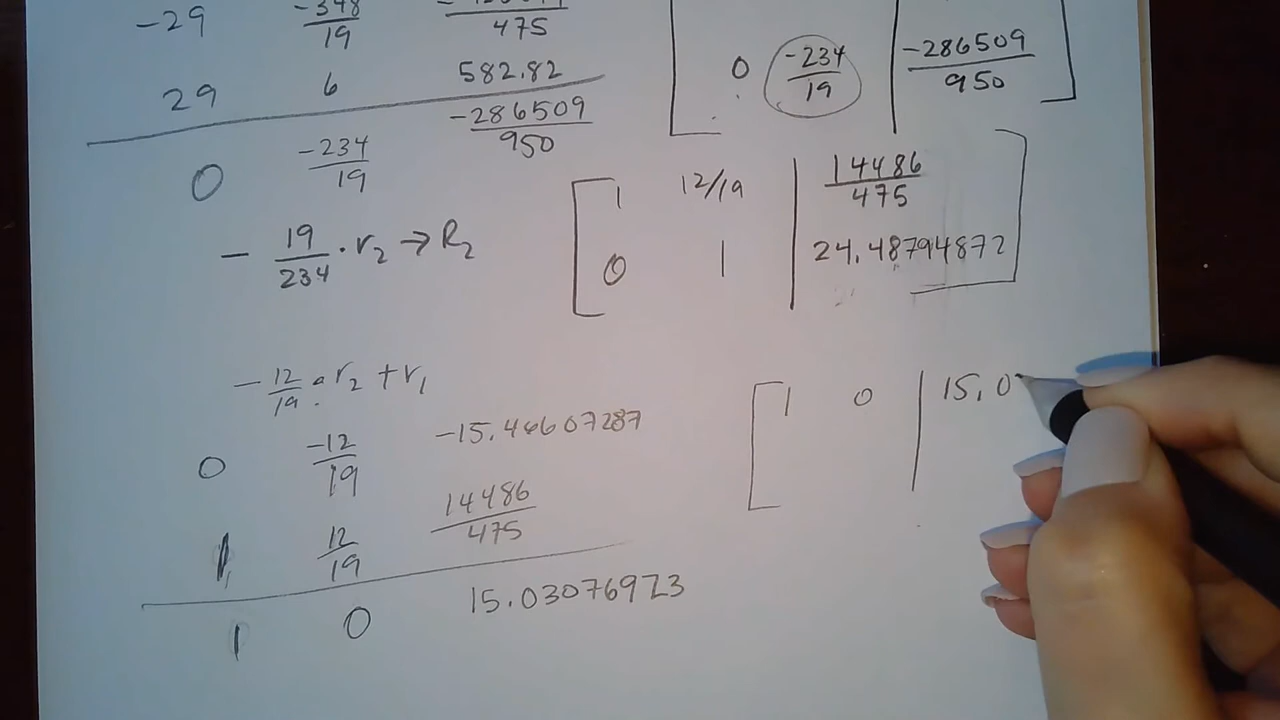 -29 -348/19 /475
29 6 582.82
-286509/950
0 -234/19
0 -234/19 | -286509/950
1 12/19 | 14486/475
0 1 | 24.48794872
- 19/234 · r2 → R2
- 12/19 · r2 + r1
0 -12/19 -15.46607287
1 12/19 14486/475
1 0 15.03076923
1 0 | 15.0